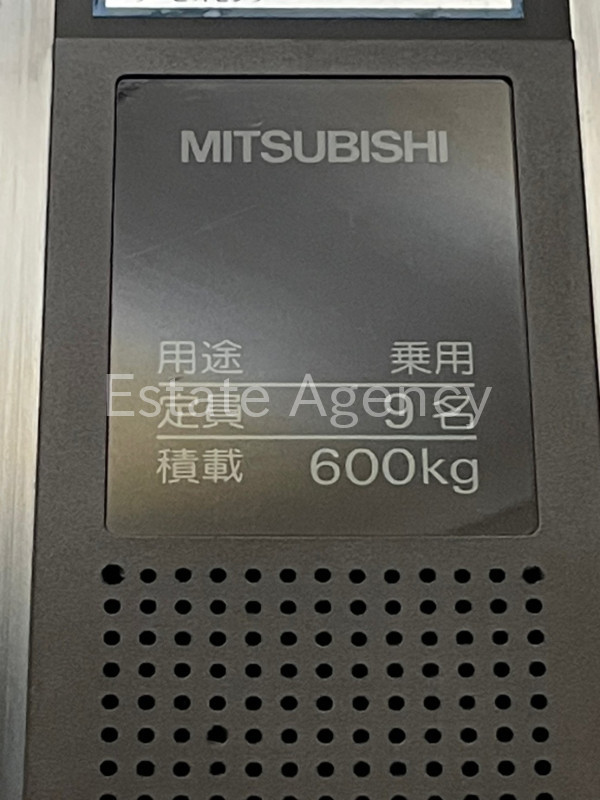 MITSUBISHI
用途 乗用
Estate Agency
定員 9名
積載 600kg